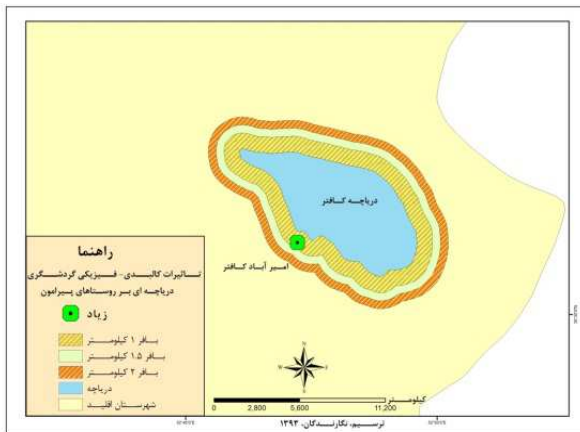 دریاچه کافتر
امیر آباد کافتر
راهنما
تاثیرات کالبدی - فیزیکی گردشگری
دریاچه ای بر روستاهای پیرامون
زیاد
بافر ۱ کیلومتر
بافر ۱.۵ کیلومتر
بافر ۲ کیلومتر
دریاچه
شهرستان اقلید
N
W E
S
کیلومتر
0 2,800 5,600 11,200
ترسیم، نگارندگان، ۱۳۹۳